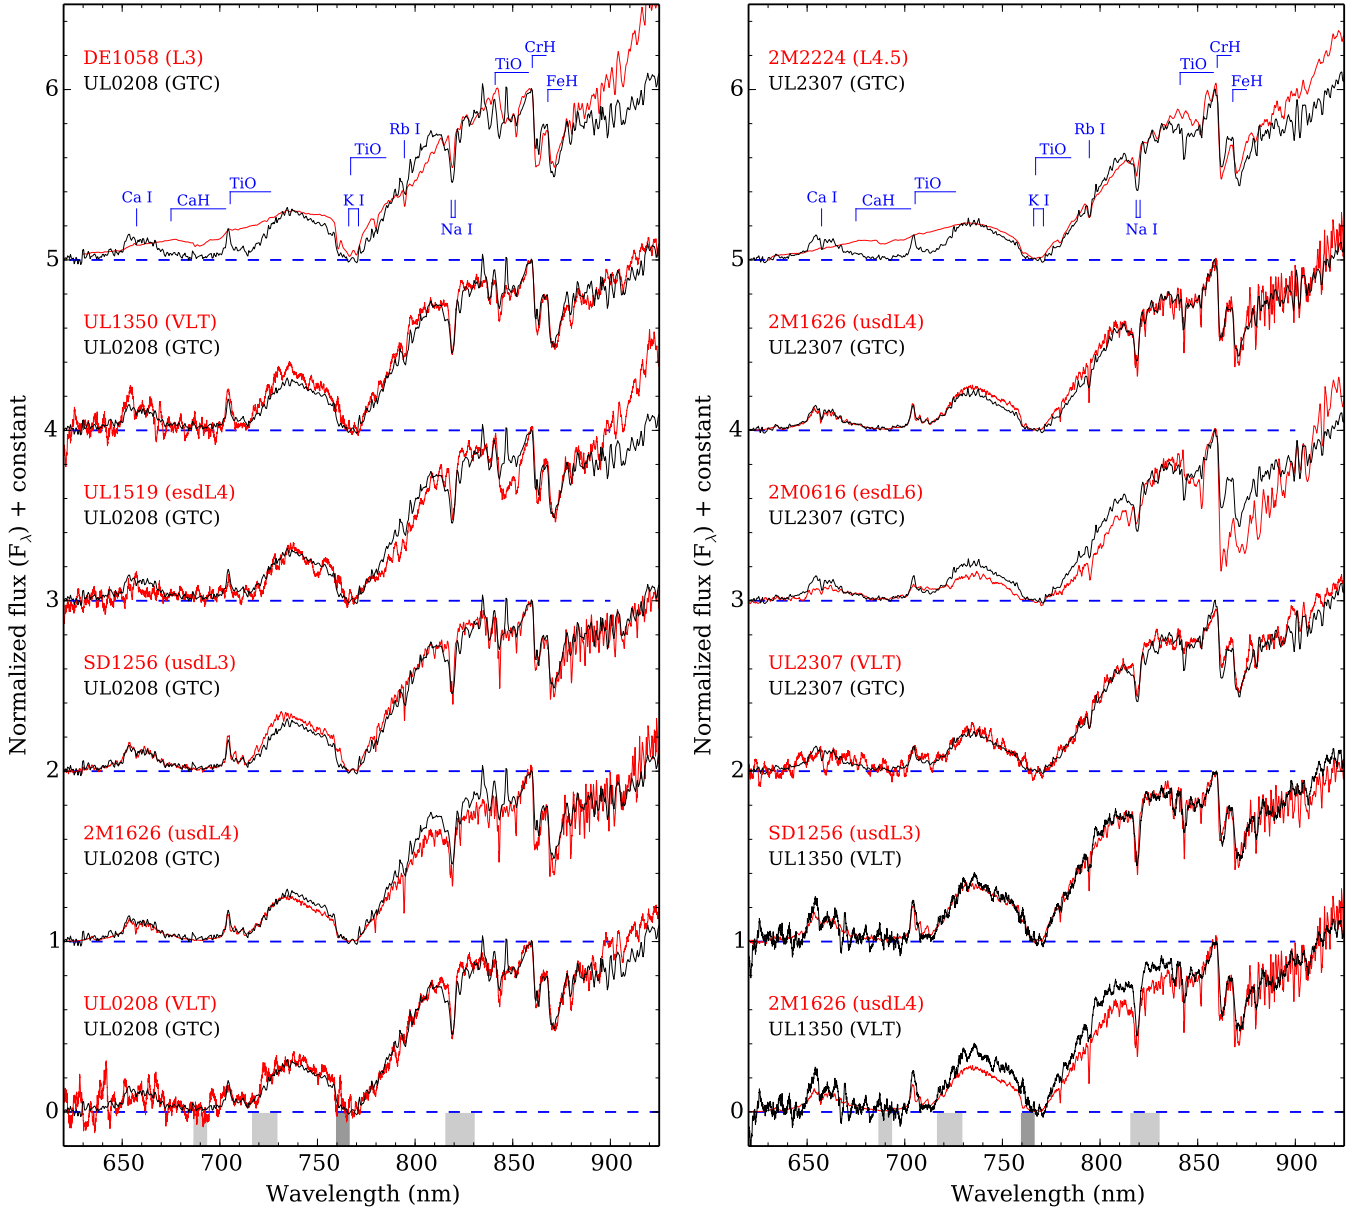 DE1058 (L3)
UL0208 (GTC)
CrH
TiO
FeH
Rb I
TiO
TiO
Ca I
CaH
K I
Na I
UL1350 (VLT)
UL0208 (GTC)
UL1519 (esdL4)
UL0208 (GTC)
SD1256 (usdL3)
UL0208 (GTC)
2M1626 (usdL4)
UL0208 (GTC)
UL0208 (VLT)
UL0208 (GTC)
6
5
4
3
2
1
0
650 700 750 800 850 900
Wavelength (nm)
Normalized flux (Fλ) + constant
2M2224 (L4.5)
UL2307 (GTC)
CrH
TiO
FeH
Rb I
TiO
TiO
Ca I
CaH
K I
Na I
2M1626 (usdL4)
UL2307 (GTC)
2M0616 (esdL6)
UL2307 (GTC)
UL2307 (VLT)
UL2307 (GTC)
SD1256 (usdL3)
UL1350 (VLT)
2M1626 (usdL4)
UL1350 (VLT)
6
5
4
3
2
1
0
650 700 750 800 850 900
Wavelength (nm)
Normalized flux (Fλ) + constant